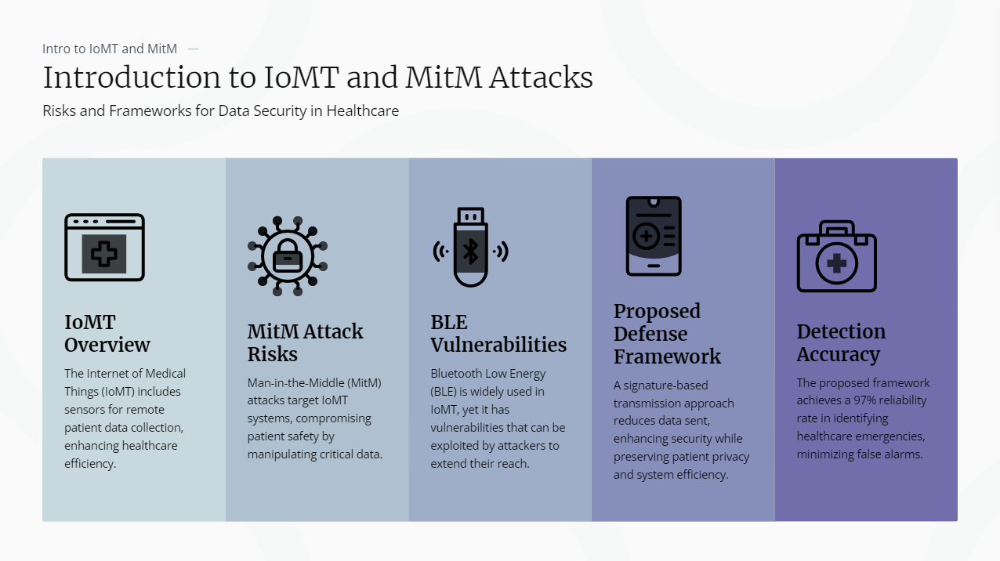 Intro to IoMT and MitM —
Introduction to IoMT and MitM Attacks
Risks and Frameworks for Data Security in Healthcare
IoMT
Overview
The Internet of Medical
Things (IoMT) includes
sensors for remote
patient data collection,
enhancing healthcare
efficiency.
MitM Attack
Risks
Man-in-the-Middle (MitM)
attacks target IoMT
systems, compromising
patient safety by
manipulating critical data.
BLE
Vulnerabilities
Bluetooth Low Energy
(BLE) is widely used in
IoMT, yet it has
vulnerabilities that can be
exploited by attackers to
extend their reach.
Proposed
Defense
Framework
A signature-based
transmission approach
reduces data sent,
enhancing security while
preserving patient privacy
and system efficiency.
Detection
Accuracy
The proposed framework
achieves a 97% reliability
rate in identifying
healthcare emergencies,
minimizing false alarms.